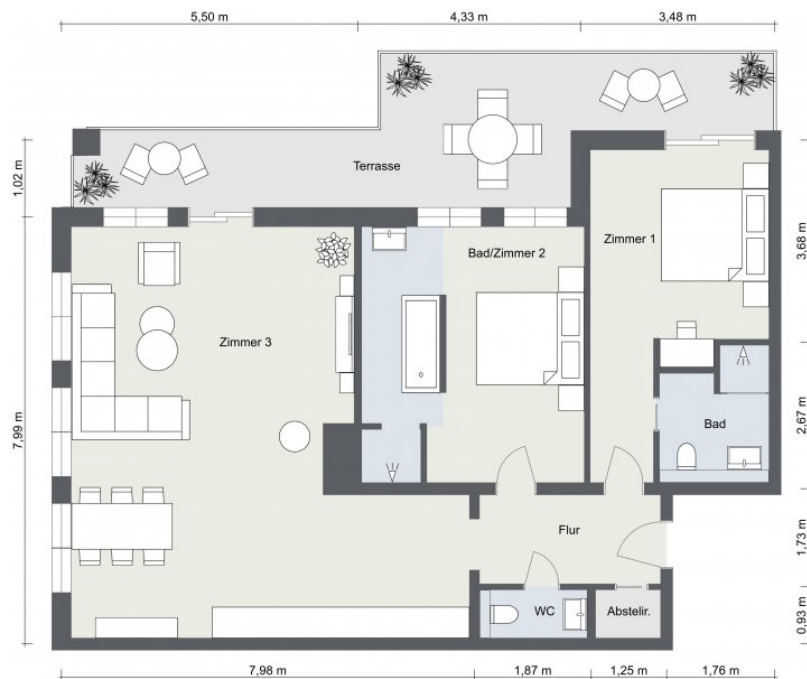 5,50 m
4,33 m
3,48 m
1,02 m
Terrasse
Zimmer 1
Bad/Zimmer 2
3,68 m
Zimmer 3
7,99 m
Bad
2,67 m
Flur
1,73 m
WC
Abstelir.
0,93 m
7,98 m
1,87 m
1,25 m
1,76 m